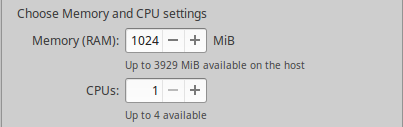 Choose Memory and CPU settings
Memory (RAM): 1024 − + MiB
Up to 3929 MiB available on the host
CPUs: 1 − +
Up to 4 available